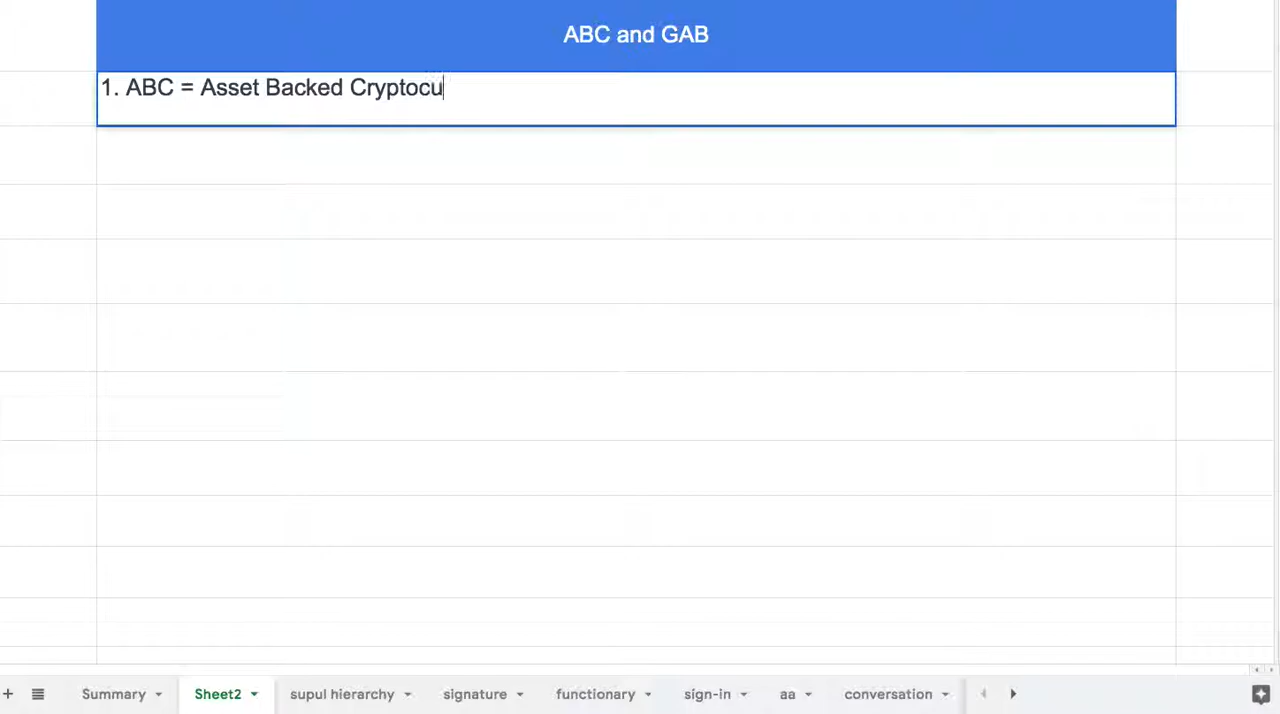 ABC and GAB
1. ABC = Asset Backed Cryptocu
Summary
Sheet2
supul hierarchy
signature
functionary
sign-in
aa
conversation